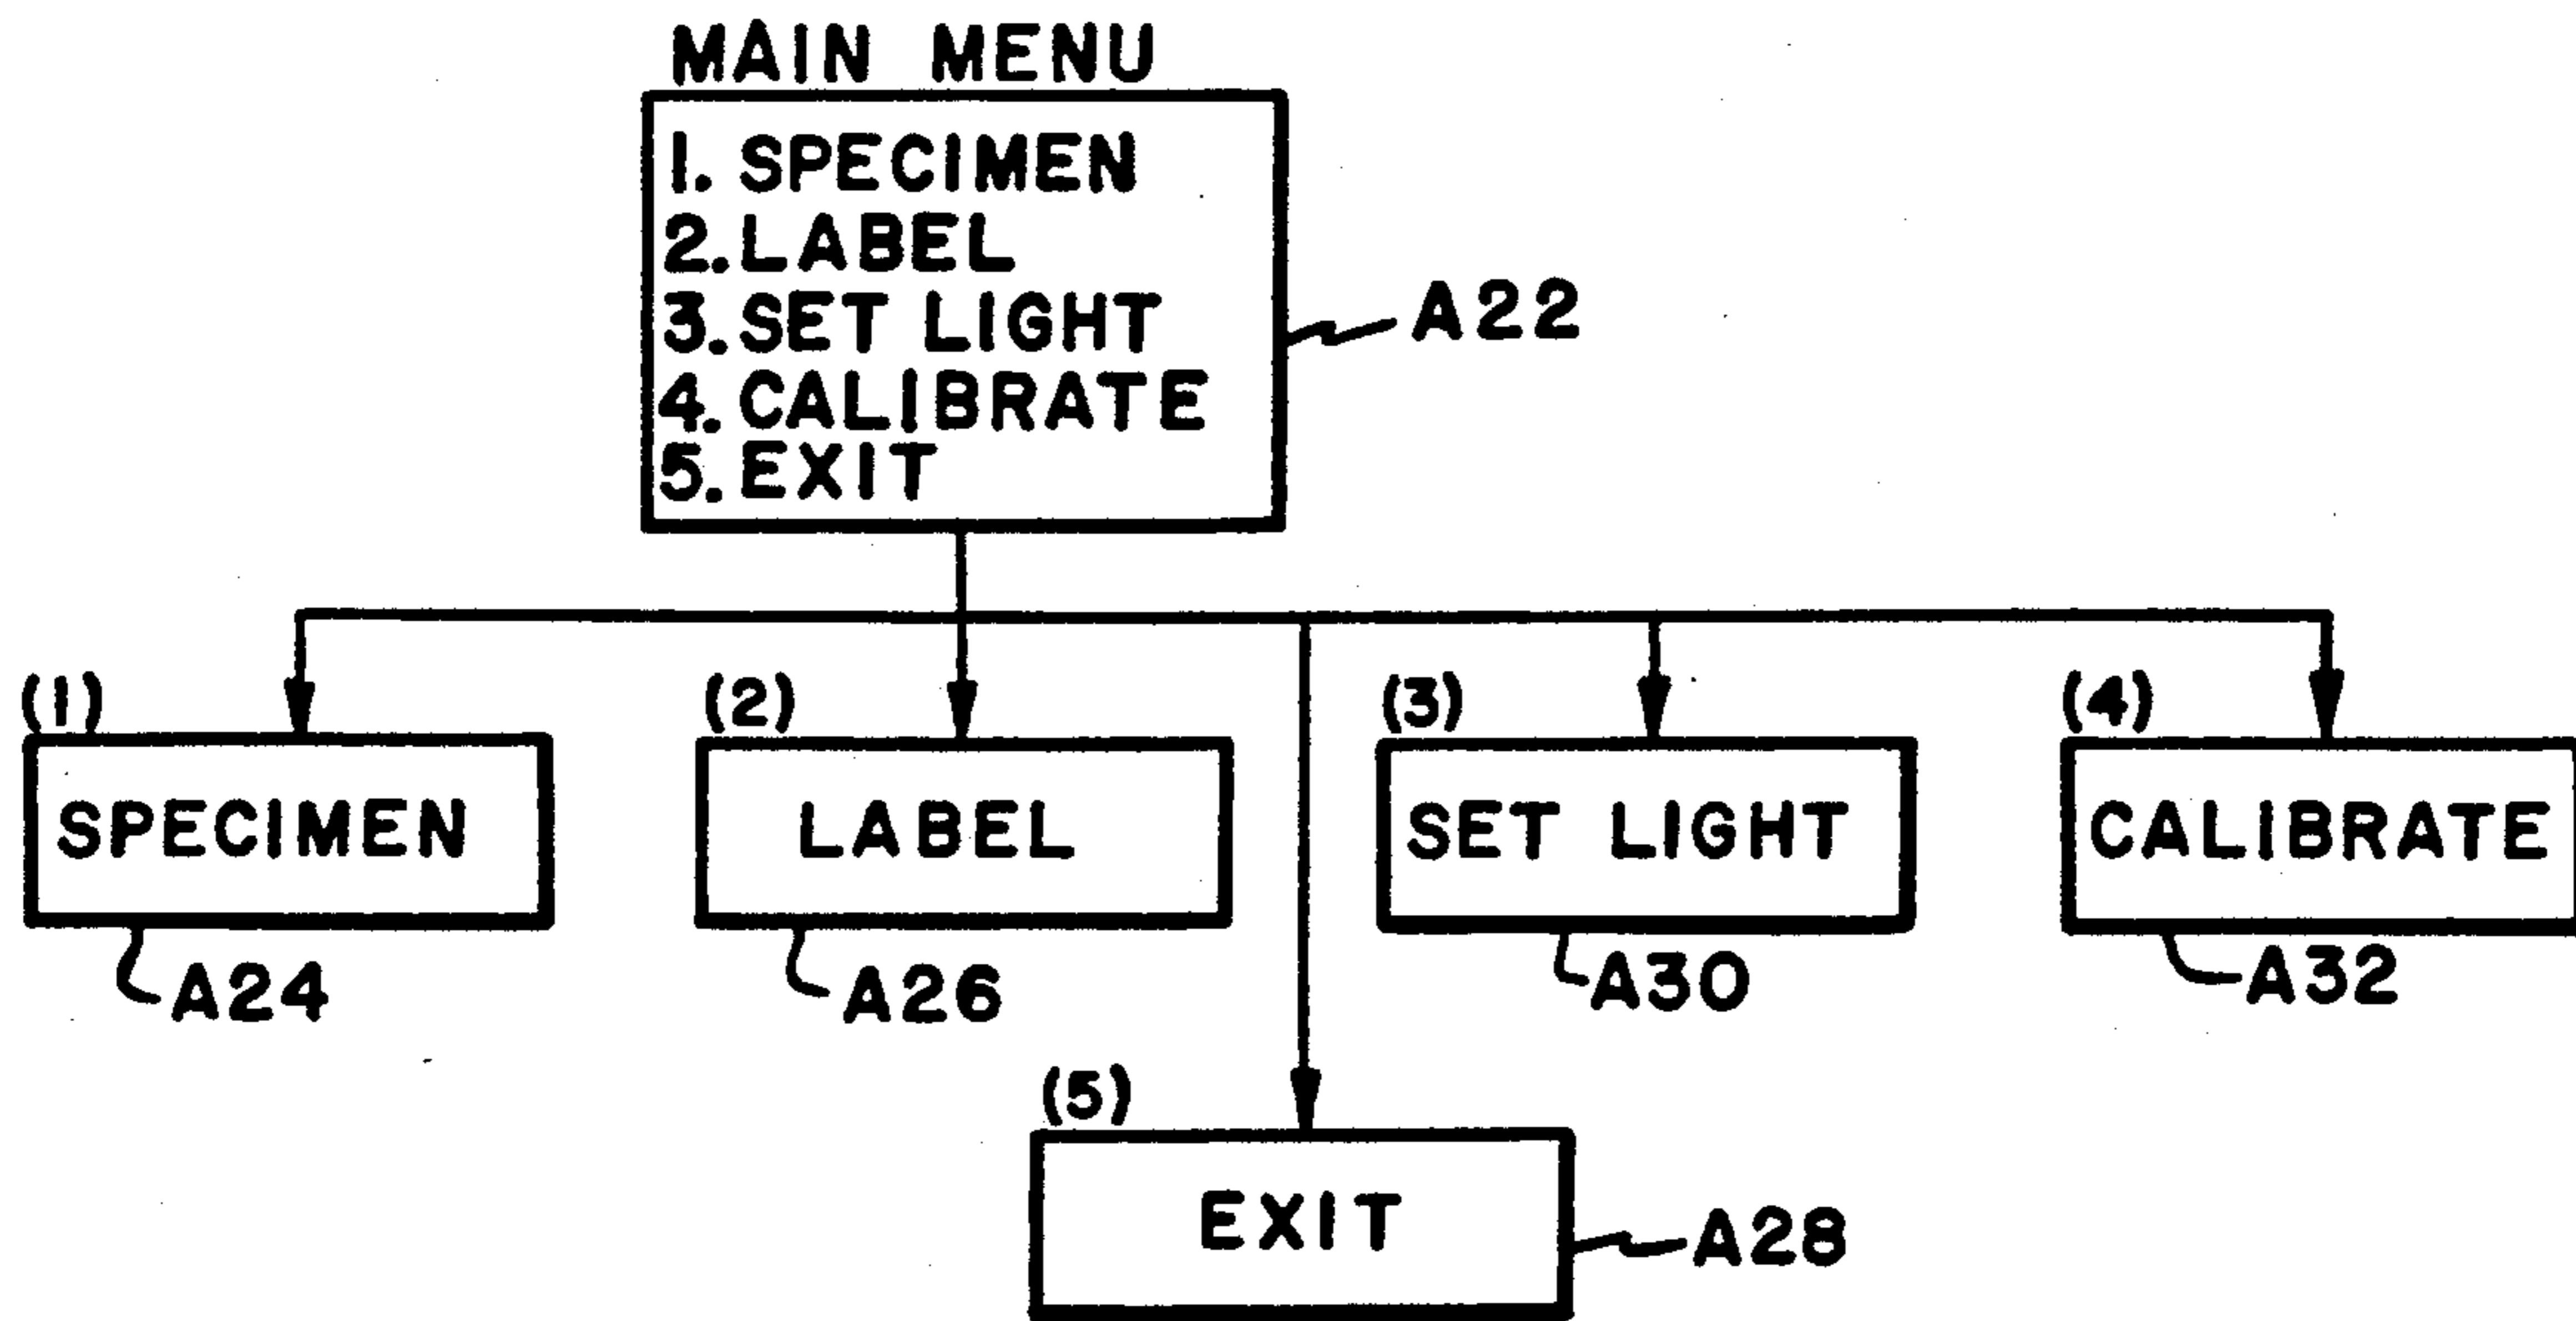 MAIN MENU
1. SPECIMEN
2. LABEL
3. SET LIGHT
4. CALIBRATE
5. EXIT
A22
(1)
SPECIMEN
A24
(2)
LABEL
A26
(3)
SET LIGHT
A30
(4)
CALIBRATE
A32
(5)
EXIT
A28